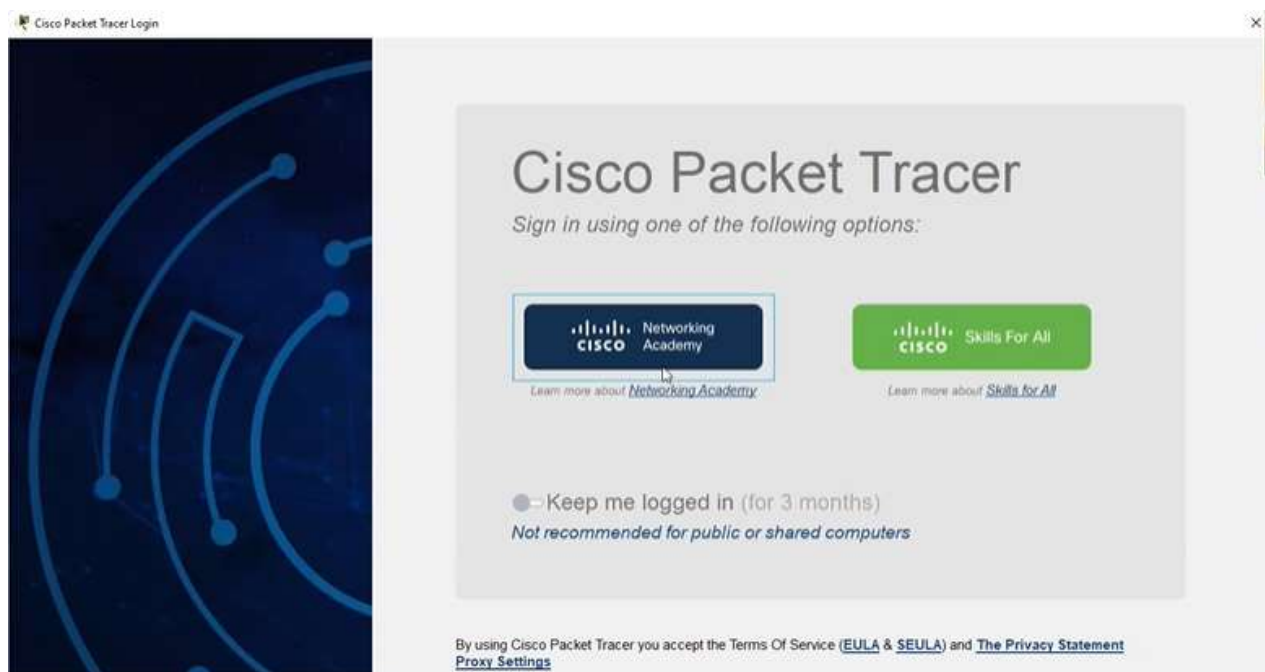 Cisco Packet Tracer Login
Cisco Packet Tracer
Sign in using one of the following options:
CISCO Networking Academy
Learn more about Networking Academy
CISCO Skills For All
Learn more about Skills for All
Keep me logged in (for 3 months)
Not recommended for public or shared computers
By using Cisco Packet Tracer you accept the Terms Of Service (EULA & SEULA) and The Privacy Statement
Proxy Settings